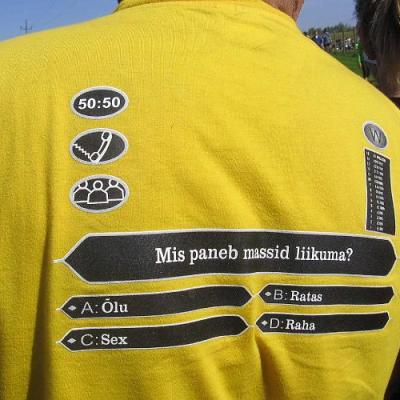 50:50
W
Mis paneb massid liikuma?
A: Õlu
B: Ratas
C: Sex
D: Raha